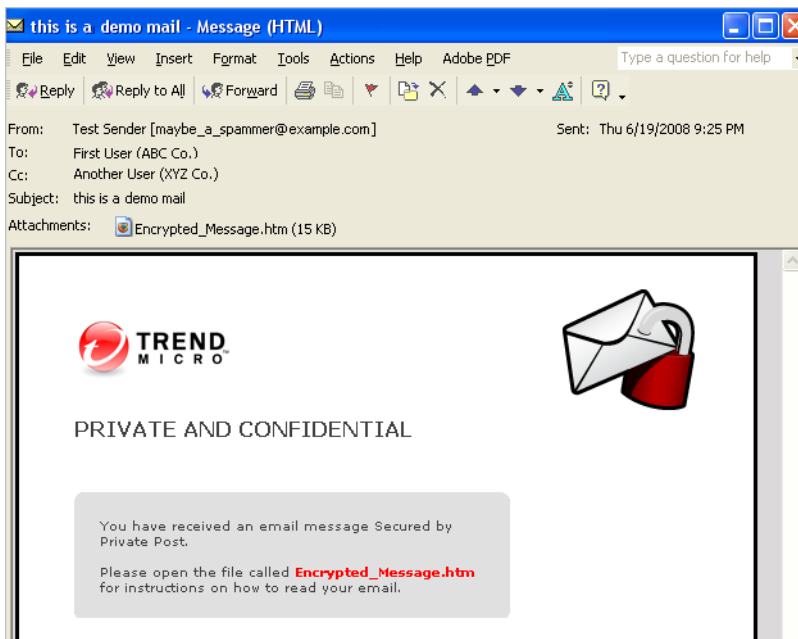 this is a demo mail - Message (HTML)
File Edit View Insert Format Tools Actions Help Adobe PDF Type a question for help
Reply Reply to All Forward
From: Test Sender [maybe_a_spammer@example.com] Sent: Thu 6/19/2008 9:25 PM
To: First User (ABC Co.)
Cc: Another User (XYZ Co.)
Subject: this is a demo mail
Attachments: Encrypted_Message.htm (15 KB)
TREND
MICRO™
PRIVATE AND CONFIDENTIAL
You have received an email message Secured by
Private Post.
Please open the file called Encrypted_Message.htm
for instructions on how to read your email.